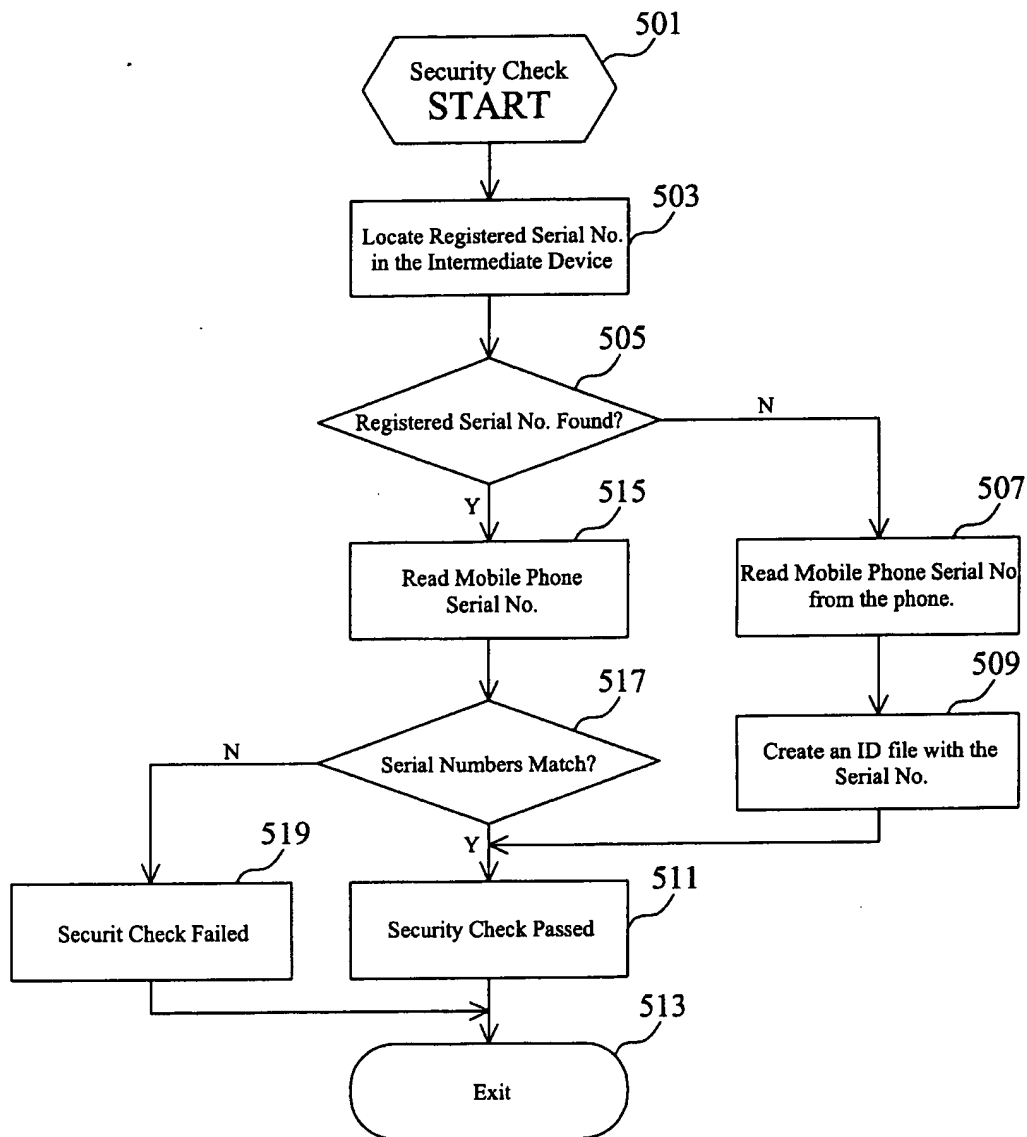 501
Security Check
START
503
Locate Registered Serial No.
in the Intermediate Device
505
Registered Serial No. Found?
N
Y
515
507
Read Mobile Phone
Serial No.
Read Mobile Phone Serial No
from the phone.
517
509
N
Serial Numbers Match?
Create an ID file with the
Serial No.
Y
519
511
Securit Check Failed
Security Check Passed
513
Exit